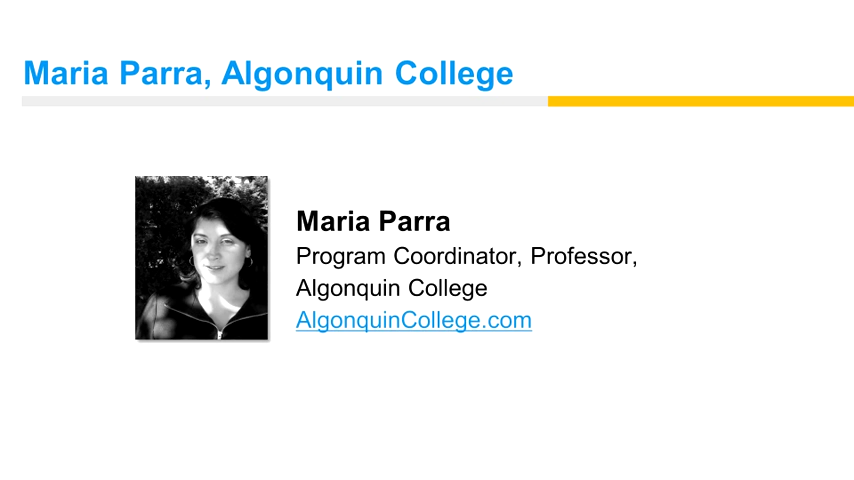 Maria Parra, Algonquin College
Maria Parra
Program Coordinator, Professor,
Algonquin College
AlgonquinCollege.com